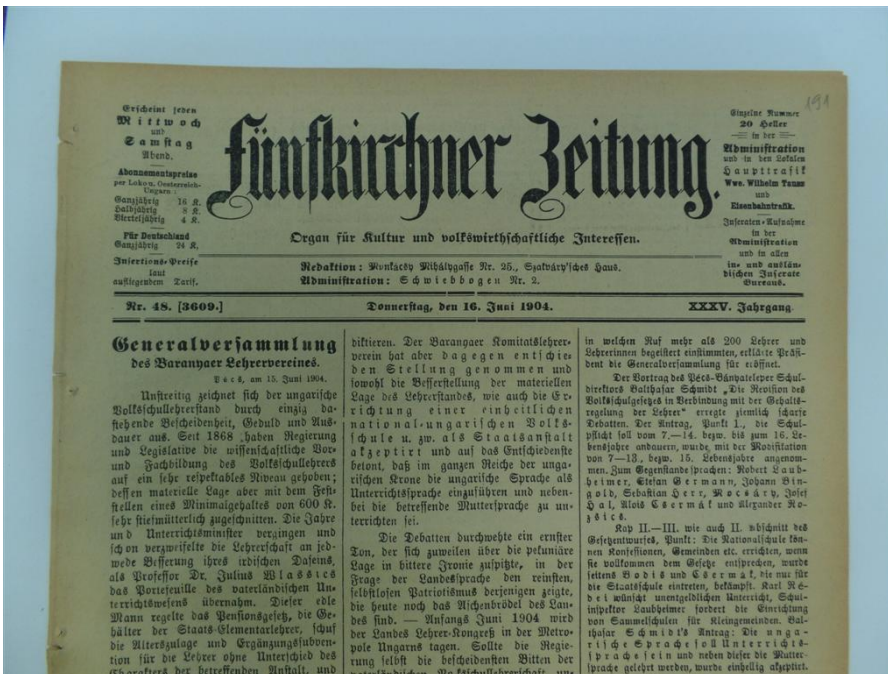 191
Erscheint jeden
Mittwoch
und
Samstag
Abend.
Abonnementspreise
per Loko u. Oesterreich-
Ungarn:
Ganzjährig 16 K.
Halbjährig 8 K.
Vierteljährig 4 K.
Für Deutschland
Ganzjährig 24 K.
Insertions-Preise
laut
aufliegendem Tarif.
Fünfkirchner Zeitung.
Organ für Kultur und volkswirthschaftliche Interessen.
Redaktion: Munkácsy Mihálygasse Nr. 25., Szakváry'sches Haus.
Administration: Schwiebbogen Nr. 2.
Einzelne Nummer
20 Heller
in der
Administration
und in den Lokalen
Haupttrafik
Wwe. Wilhelm
und
Eisenbahntrafik.
Inseraten-Aufnahme
in der
Administration
und in allen
in- und auslän-
dischen Inserate
Bureaus.
Nr. 48. [3609.] Donnerstag, den 16. Juni 1904. XXXV. Jahrgang
Generalversammlung
des Baranyaer Lehrervereines.
Pécs, am 15. Juni 1904.
Unstreitig zeichnet sich der ungarische
Volksschullehrerstand durch einzig da-
stehende Bescheidenheit, Geduld und Aus-
dauer aus. Seit 1868 haben Regierung
und Legislative die wissenschaftliche Vor-
und Fachbildung des Volksschullehrers
auf ein sehr respektables Niveau gehoben;
dessen materielle Lage aber mit dem Fest-
stellen eines Minimalgehaltes von 600 K.
sehr stiefmütterlich zugeschnitten. Die Jahre
und Unterrichtsminister vergingen und
schon verzweifelte die Lehrerschaft an jed-
wede Besserung ihres irdischen Daseins,
als Professor Dr. Julius Wlassics
das Portefeuille des vaterländischen Un-
terrichtswesens übernahm. Dieser edle
Mann regelte das Pensionsgesetz, die Ge-
hälter der Staats-Elementarlehrer, schuf
die Alterszulage und Ergänzungssubven-
tion für die Lehrer ohne Unterschied des
Charakters der betreffenden Anstalt, und
diktieren. Der Baranyaer Komitatslehrer-
verein hat aber dagegen entschie-
den Stellung genommen und
sowohl die Besserstellung der materiellen
Lage des Lehrerstandes, wie auch die Er-
richtung einer einheitlichen
national-ungarischen Volks-
schule u. zw. als Staatsanstalt
akzeptirt und auf das Entschiedenste
betont, daß im ganzen Reiche der unga-
rischen Krone die ungarische Sprache als
Unterrichtssprache einzuführen und neben-
bei die betreffende Muttersprache zu un-
terrichten sei.
Die Debatten durchwehte ein ernster
Ton, der sich zuweilen über die pekuniäre
Lage in bittere Ironie zuspitzte, in der
Frage der Landessprache den reinsten,
selbstlosen Patriotismus derjenigen zeigte,
die heute noch das Aschenbrödel des Lan-
des sind. — Anfangs Juni 1904 wird
der Landes Lehrer-Kongreß in der Metro-
pole Ungarns tagen. Sollte die Regie-
rung selbst die bescheidensten Bitten der
vaterländischen Volksschullehrerschaft un-
in welchen Ruf mehr als 200 Lehrer und
Lehrerinnen begeistert einstimmten, erklärte Präsi-
dent die Generalversammlung für eröffnet.
Der Vortrag des Pécs-Bányateleper Schul-
direktors Balthasar Schmidt „Die Revision des
Volksschulgesetzes in Verbindung mit der Gehalts-
regelung der Lehrer" erregte ziemlich scharfe
Debatten. Der Antrag, Punkt 1., die Schul-
pflicht soll vom 7.—14. bezw. bis zum 16. Le-
bensjahre andauern, wurde mit der Modifikation
von 7—13, bezw. 15. Lebensjahre angenom-
men. Zum Gegenstande sprachen: Robert Laub-
heimer, Stefan Germann, Johann Bin-
gold, Sebastian Herr, Mocsáry, Josef
Hal, Alois Csermák und Alexander Ro-
zsics.
Kap II.—III. wie auch II. Abschnitt des
Gesetzentwurfes, Punkt: Die Nationalschule kön-
nen Konfessionen, Gemeinden etc. errichten, wenn
sie vollkommen dem Gesetze entsprechen, wurde
seitens Bodis und Csermák, die nur für
die Staatsschule eintreten, bekämpft. Karl Ré-
bei wünscht unentgeldlichen Unterricht, Schul-
inspektor Laubheimer fordert die Einrichtung
von Sammelschulen für Kleingemeinden. Bal-
thasar Schmidt's Antrag: Die unga-
rische Sprache soll Unterrichts-
sprache sein und neben dieser die Mutter-
sprache gelehrt werden, wurde einhellig akzeptirt.